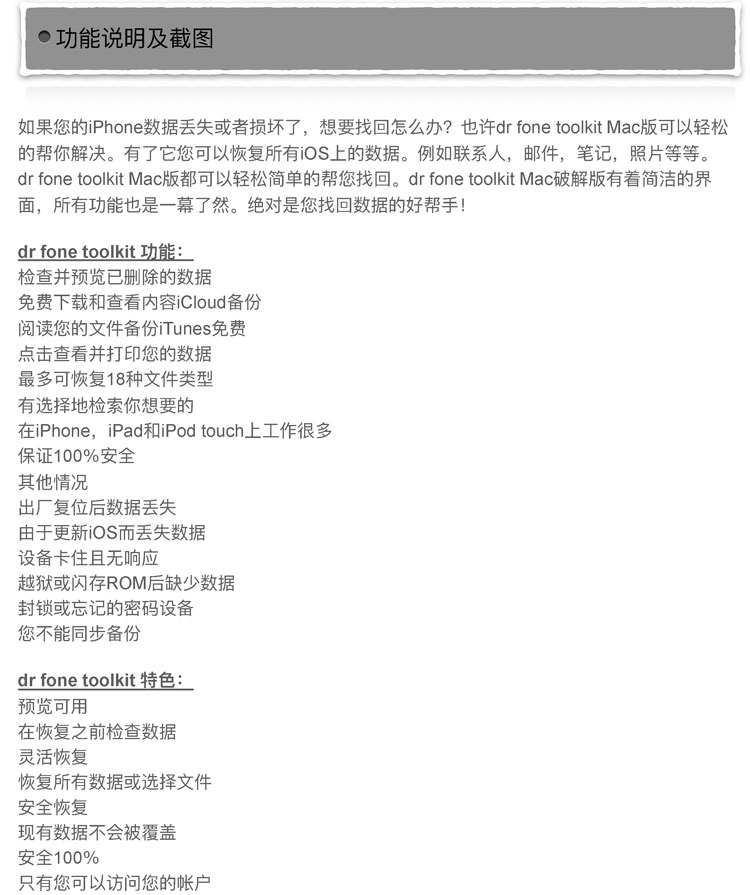 功能说明及截图
如果您的iPhone数据丢失或者损坏了，想要找回怎么办？也许dr fone toolkit Mac版可以轻松
的帮你解决。有了它您可以恢复所有iOS上的数据。例如联系人，邮件，笔记，照片等等。
dr fone toolkit Mac版都可以轻松简单的帮您找回。dr fone toolkit Mac破解版有着简洁的界
面，所有功能也是一幕了然。绝对是您找回数据的好帮手！
dr fone toolkit 功能：
检查并预览已删除的数据
免费下载和查看内容iCloud备份
阅读您的文件备份iTunes免费
点击查看并打印您的数据
最多可恢复18种文件类型
有选择地检索你想要的
在iPhone，iPad和iPod touch上工作很多
保证100%安全
其他情况
出厂复位后数据丢失
由于更新iOS而丢失数据
设备卡住且无响应
越狱或闪存ROM后缺少数据
封锁或忘记的密码设备
您不能同步备份
dr fone toolkit 特色：
预览可用
在恢复之前检查数据
灵活恢复
恢复所有数据或选择文件
安全恢复
现有数据不会被覆盖
安全100%
只有您可以访问您的帐户